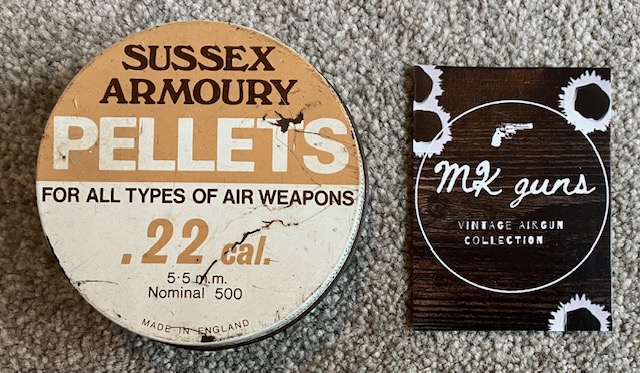 SUSSEX
ARMOURY
PELLETS
FOR ALL TYPES OF AIR WEAPONS
.22 cal.
5·5 m.m.
Nominal 500
MADE IN ENGLAND
MK guns
VINTAGE AIRGUN
COLLECTION